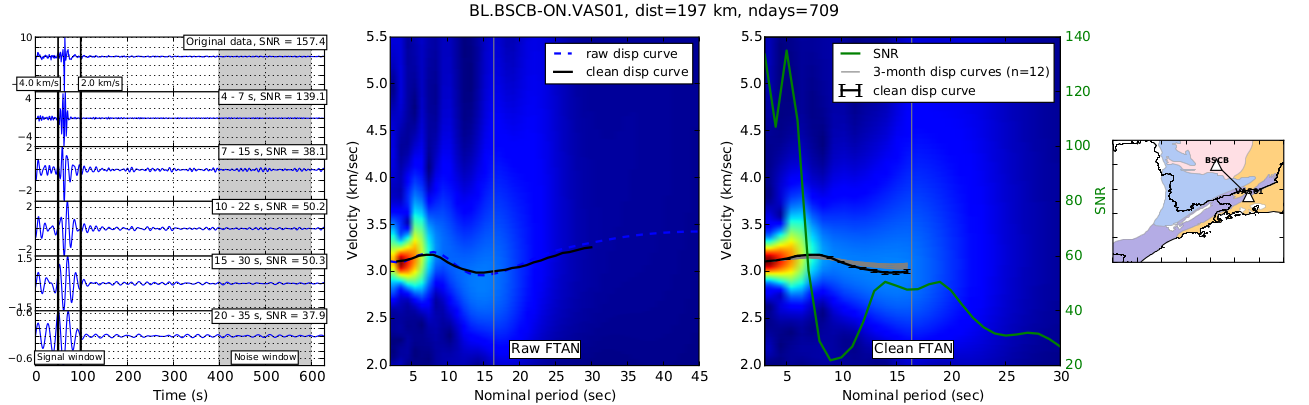 BL.BSCB-ON.VAS01, dist=197 km, ndays=709
10
Original data, SNR = 157.4
4.0 km/s
2.0 km/s
4
4 - 7 s, SNR = 139.1
−4
2
7 - 15 s, SNR = 38.1
−2
2
10 - 22 s, SNR = 50.2
1.5
15 - 30 s, SNR = 50.3
−1.5
20 - 35 s, SNR = 37.9
−0.6
Signal window
Noise window
0 100 200 300 400 500 600
Time (s)
5.5
5.0
4.5
4.0
3.5
3.0
2.5
2.0
Velocity (km/sec)
raw disp curve
clean disp curve
Raw FTAN
5 10 15 20 25 30 35 40 45
Nominal period (sec)
5.5
5.0
4.5
4.0
3.5
3.0
2.5
2.0
Velocity (km/sec)
SNR
3-month disp curves (n=12)
clean disp curve
Clean FTAN
5 10 15 20 25 30
Nominal period (sec)
140
120
100
80
60
40
20
SNR
BSCB
VAS01